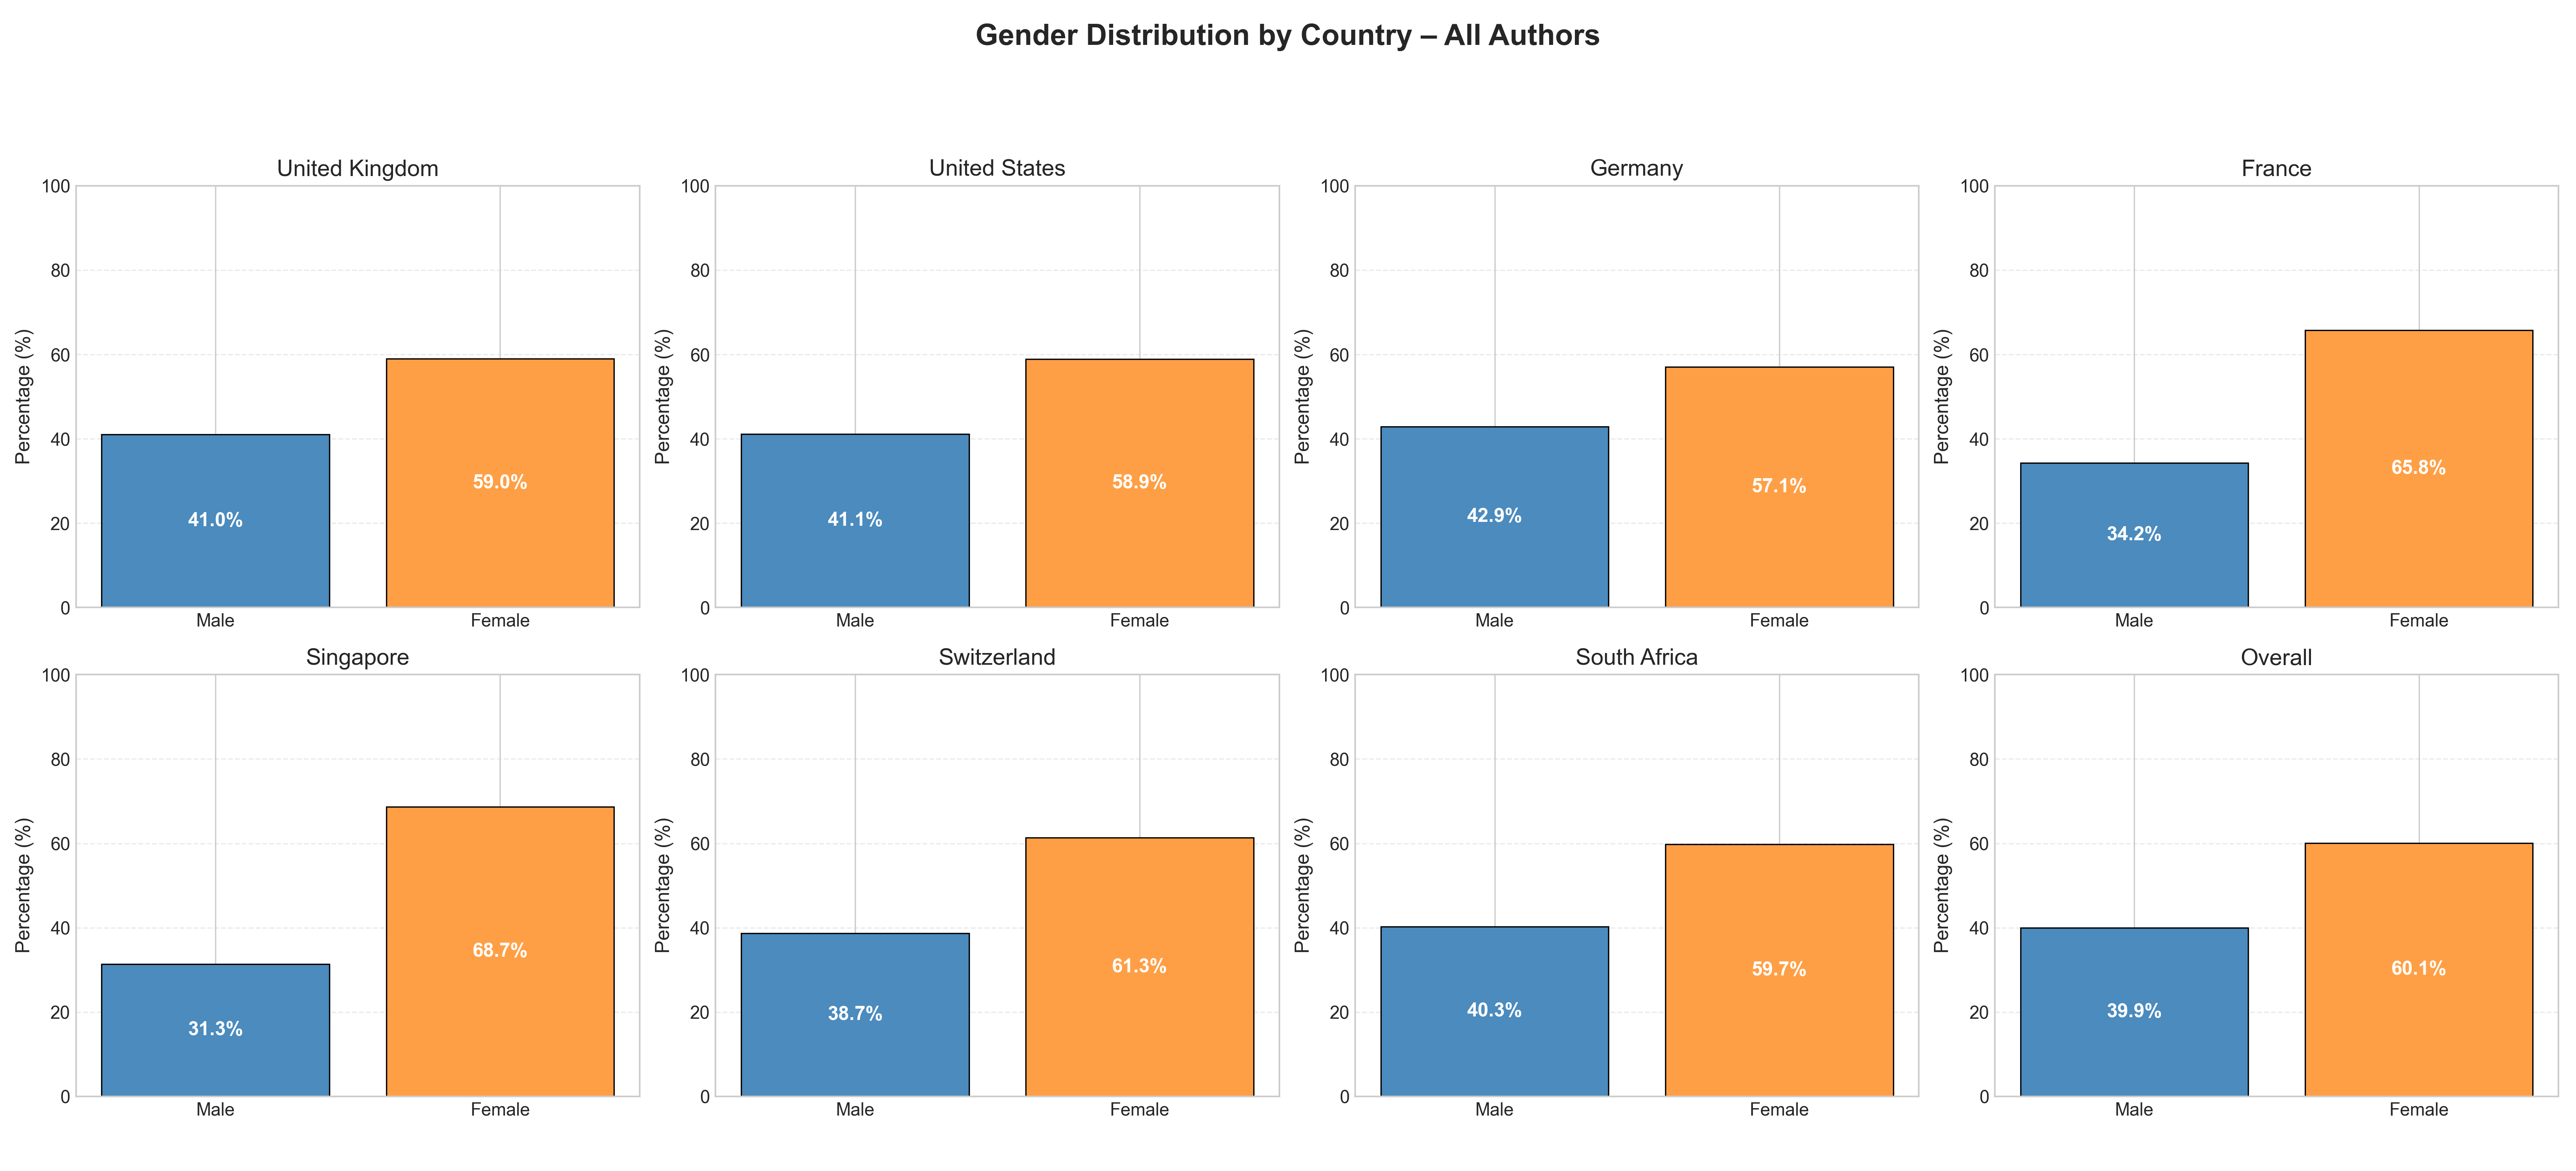 Gender Distribution by Country – All Authors
United Kingdom
Percentage (%)
100
80
60
40
20
0
41.0%
59.0%
Male
Female
United States
Percentage (%)
100
80
60
40
20
0
41.1%
58.9%
Male
Female
Germany
Percentage (%)
100
80
60
40
20
0
42.9%
57.1%
Male
Female
France
Percentage (%)
100
80
60
40
20
0
34.2%
65.8%
Male
Female
Singapore
Percentage (%)
100
80
60
40
20
0
31.3%
68.7%
Male
Female
Switzerland
Percentage (%)
100
80
60
40
20
0
38.7%
61.3%
Male
Female
South Africa
Percentage (%)
100
80
60
40
20
0
40.3%
59.7%
Male
Female
Overall
Percentage (%)
100
80
60
40
20
0
39.9%
60.1%
Male
Female